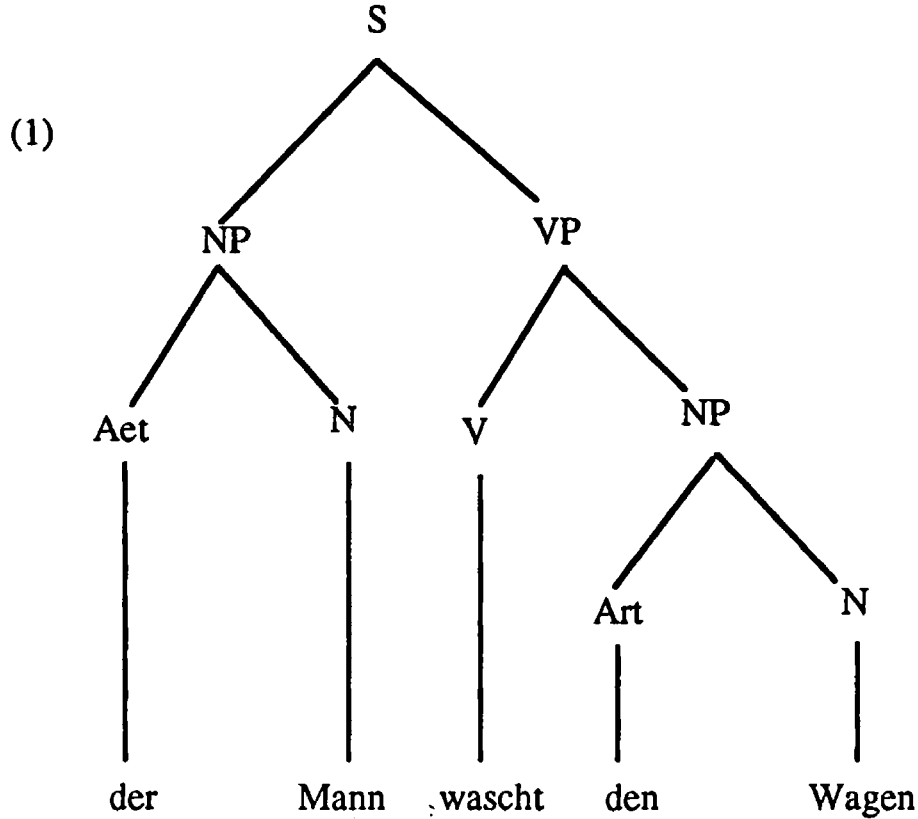 S
(1)
NP VP
Aet N V NP
Art N
der Mann wascht den Wagen